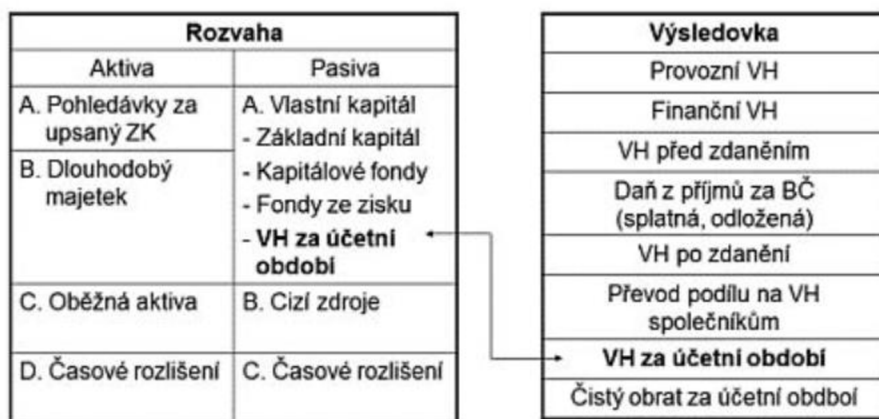 Rozvaha
Aktiva
Pasiva
A. Pohledávky za
upsaný ZK
B. Dlouhodobý
majetek
C. Oběžná aktiva
D. Časové rozlišení
A. Vlastní kapitál
- Základní kapitál
- Kapitálové fondy
- Fondy ze zisku
- VH za účetní
období
B. Cizí zdroje
C. Časové rozlišení
Výsledovka
Provozní VH
Finanční VH
VH před zdaněním
Daň z příjmů za BČ
(splatná, odložená)
VH po zdanění
Převod podílu na VH
společníkům
VH za účetní období
Čistý obrat za účetní obdboí